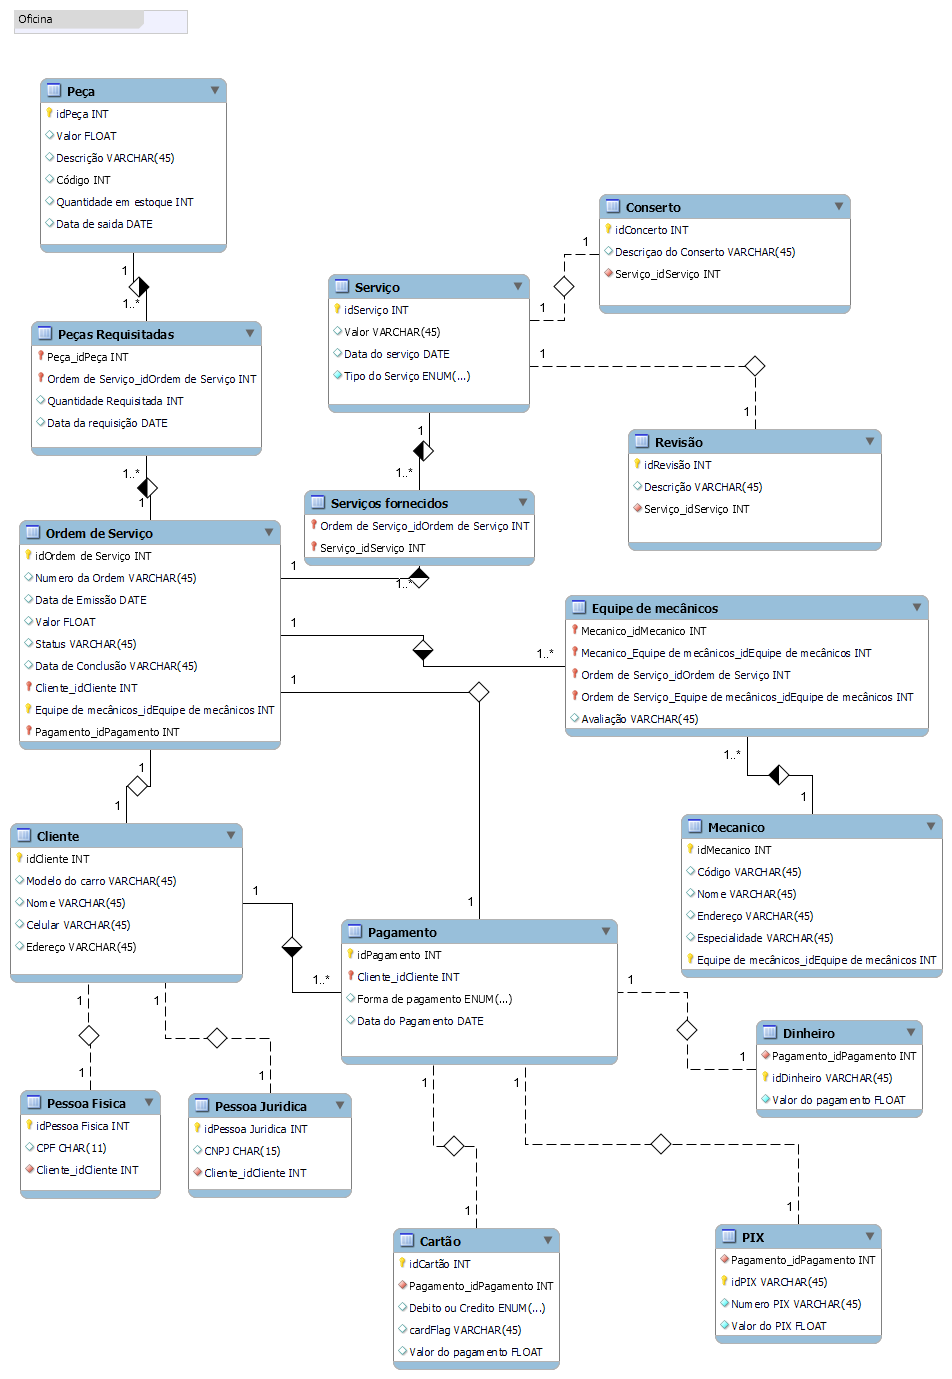 Oficina
Peça
idPeça INT
Valor FLOAT
Descrição VARCHAR(45)
Código INT
Quantidade em estoque INT
Data de saida DATE
1
1..*
Peças Requisitadas
Peça_idPeça INT
Ordem de Serviço_idOrdem de Serviço INT
Quantidade Requisitada INT
Data da requisição DATE
1..*
1
Serviço
idServiço INT
Valor VARCHAR(45)
Data do serviço DATE
Tipo do Serviço ENUM(...)
1
1
Conserto
idConcerto INT
Descriçao do Conserto VARCHAR(45)
Serviço_idServiço INT
1
1
Revisão
idRevisão INT
Descrição VARCHAR(45)
Serviço_idServiço INT
1
1..*
Serviços fornecidos
Ordem de Serviço_idOrdem de Serviço INT
Serviço_idServiço INT
1
1..*
Ordem de Serviço
idOrdem de Serviço INT
Numero da Ordem VARCHAR(45)
Data de Emissão DATE
Valor FLOAT
Status VARCHAR(45)
Data de Conclusão VARCHAR(45)
Cliente_idCliente INT
Equipe de mecânicos_idEquipe de mecânicos INT
Pagamento_idPagamento INT
1
1..*
Equipe de mecânicos
Mecanico_idMecanico INT
Mecanico_Equipe de mecânicos_idEquipe de mecânicos INT
Ordem de Serviço_idOrdem de Serviço INT
Ordem de Serviço_Equipe de mecânicos_idEquipe de mecânicos INT
Avaliação VARCHAR(45)
1..*
1
Mecanico
idMecanico INT
Código VARCHAR(45)
Nome VARCHAR(45)
Endereço VARCHAR(45)
Especialidade VARCHAR(45)
Equipe de mecânicos_idEquipe de mecânicos INT
1
1
1
1
Cliente
idCliente INT
Modelo do carro VARCHAR(45)
Nome VARCHAR(45)
Celular VARCHAR(45)
Edereço VARCHAR(45)
1
1..*
Pagamento
idPagamento INT
Cliente_idCliente INT
Forma de pagamento ENUM(...)
Data do Pagamento DATE
1
1
Dinheiro
Pagamento_idPagamento INT
idDinheiro VARCHAR(45)
Valor do pagamento FLOAT
1
1
Pessoa Fisica
idPessoa Fisica INT
CPF CHAR(11)
Cliente_idCliente INT
1
1
Pessoa Juridica
idPessoa Juridica INT
CNPJ CHAR(15)
Cliente_idCliente INT
1
1
Cartão
idCartão INT
Pagamento_idPagamento INT
Debito ou Credito ENUM(...)
cardFlag VARCHAR(45)
Valor do pagamento FLOAT
1
1
PIX
Pagamento_idPagamento INT
idPIX VARCHAR(45)
Numero PIX VARCHAR(45)
Valor do PIX FLOAT